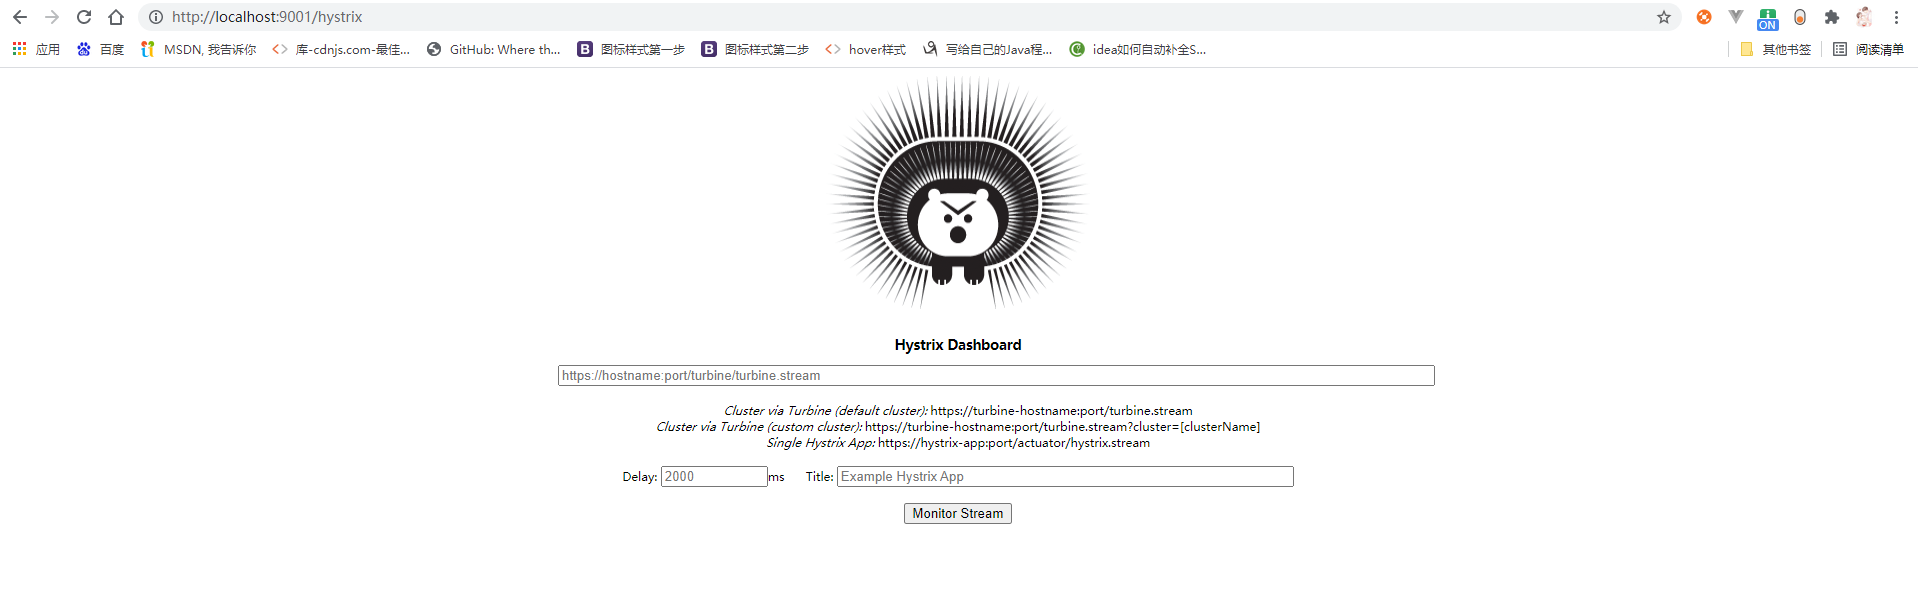 http://localhost:9001/hystrix
ON
应用 百度 MSDN, 我告诉你 库-cdnjs.com-最佳... GitHub: Where th... B 图标样式第一步 B 图标样式第二步 hover样式 写给自己的Java程... idea如何自动补全S... 其他书签 阅读清单
Hystrix Dashboard
https://hostname:port/turbine/turbine.stream
Cluster via Turbine (default cluster): https://turbine-hostname:port/turbine.stream
Cluster via Turbine (custom cluster): https://turbine-hostname:port/turbine.stream?cluster=[clusterName]
Single Hystrix App: https://hystrix-app:port/actuator/hystrix.stream
Delay: 2000 ms Title: Example Hystrix App
Monitor Stream